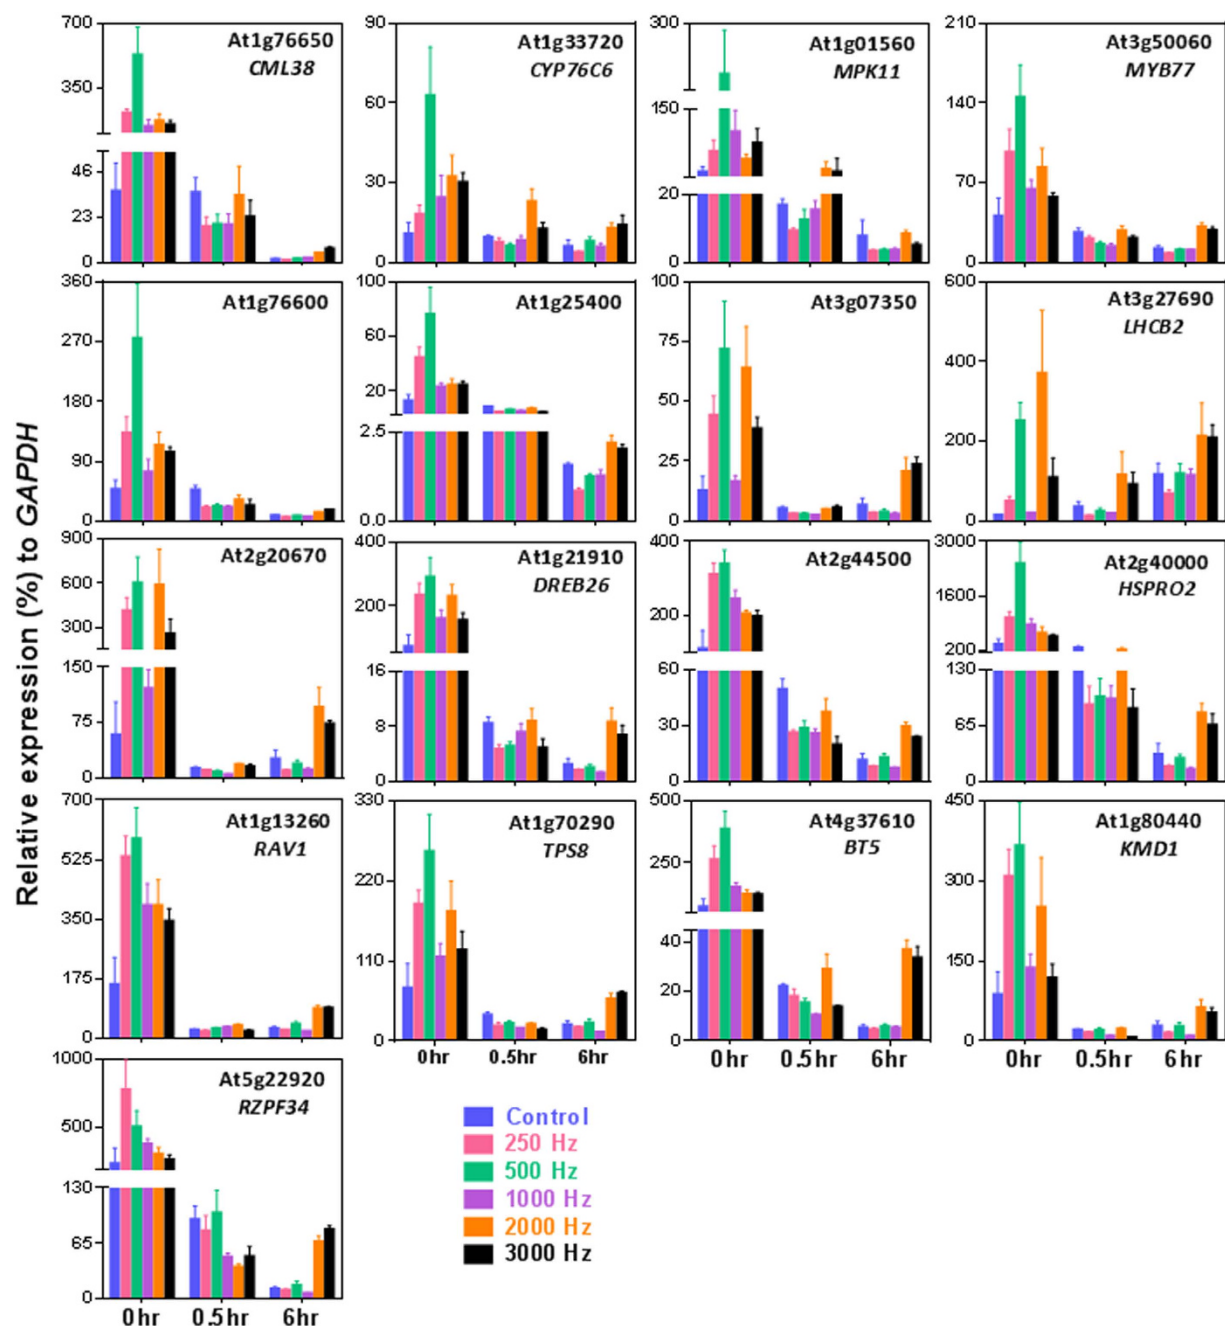 Relative expression (%) to GAPDH
700
350
46
23
0
At1g76650
CML38
90
60
30
0
At1g33720
CYP76C6
300
150
20
10
0
At1g01560
MPK11
210
140
70
0
At3g50060
MYB77
360
270
180
90
0
At1g76600
100
60
20
2.5
0.0
At1g25400
100
75
50
25
0
At3g07350
600
400
200
0
At3g27690
LHCB2
900
600
300
150
75
0
At2g20670
400
200
16
8
0
At1g21910
DREB26
400
200
60
30
0
At2g44500
3000
1600
200
130
65
0
At2g40000
HSPRO2
700
525
350
175
0
At1g13260
RAV1
330
220
110
0
At1g70290
TPS8
0hr 0.5hr 6hr
500
250
40
20
0
At4g37610
BT5
0hr 0.5hr 6hr
450
300
150
0
At1g80440
KMD1
0hr 0.5hr 6hr
1000
500
130
65
0
At5g22920
RZPF34
0hr 0.5hr 6hr
Control
250 Hz
500 Hz
1000 Hz
2000 Hz
3000 Hz